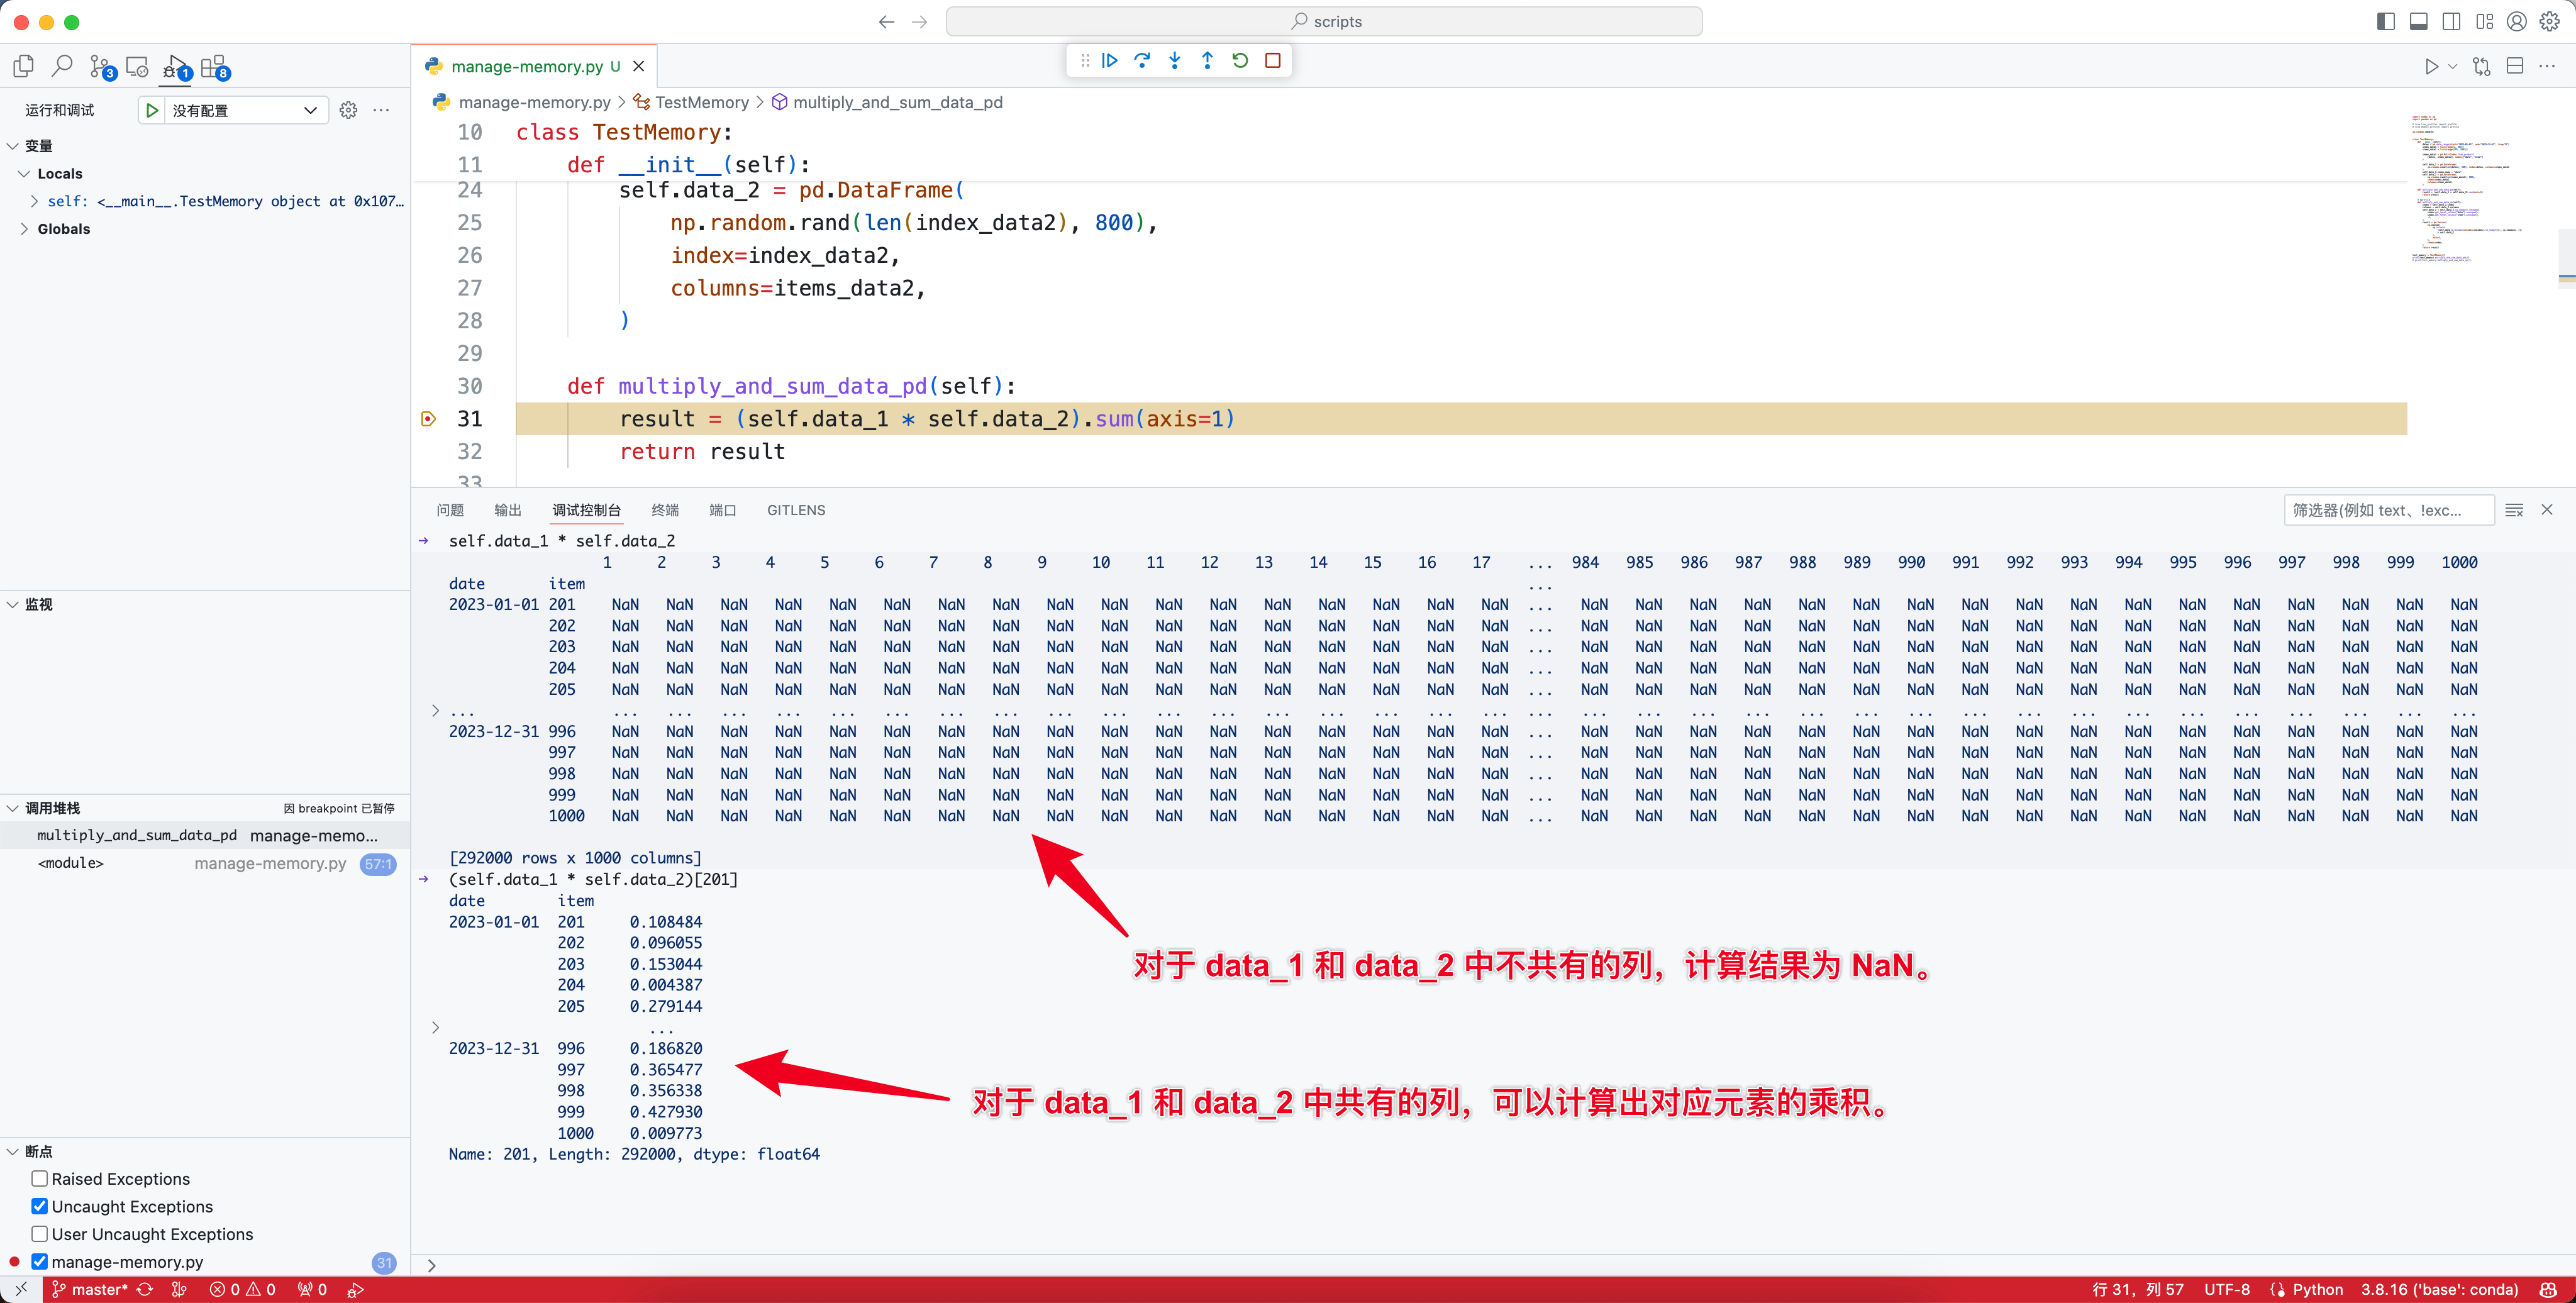 scripts
3
1
8
manage-memory.py U
运行和调试
没有配置
manage-memory.py > TestMemory > multiply_and_sum_data_pd
变量
Locals
self: <__main__.TestMemory object at 0x107…
Globals
10 class TestMemory:
11 def __init__(self):
24 self.data_2 = pd.DataFrame(
25 np.random.rand(len(index_data2), 800),
26 index=index_data2,
27 columns=items_data2,
28 )
29
30 def multiply_and_sum_data_pd(self):
31 result = (self.data_1 * self.data_2).sum(axis=1)
32 return result
33
问题 输出 调试控制台 终端 端口 GITLENS
筛选器(例如 text、!exc…
self.data_1 * self.data_2
1 2 3 4 5 6 7 8 9 10 11 12 13 14 15 16 17 ... 984 985 986 987 988 989 990 991 992 993 994 995 996 997 998 999 1000
date item ...
2023-01-01 201 NaN NaN NaN NaN NaN NaN NaN NaN NaN NaN NaN NaN NaN NaN NaN NaN NaN ... NaN NaN NaN NaN NaN NaN NaN NaN NaN NaN NaN NaN NaN NaN NaN NaN NaN
202 NaN NaN NaN NaN NaN NaN NaN NaN NaN NaN NaN NaN NaN NaN NaN NaN NaN ... NaN NaN NaN NaN NaN NaN NaN NaN NaN NaN NaN NaN NaN NaN NaN NaN NaN
203 NaN NaN NaN NaN NaN NaN NaN NaN NaN NaN NaN NaN NaN NaN NaN NaN NaN ... NaN NaN NaN NaN NaN NaN NaN NaN NaN NaN NaN NaN NaN NaN NaN NaN NaN
204 NaN NaN NaN NaN NaN NaN NaN NaN NaN NaN NaN NaN NaN NaN NaN NaN NaN ... NaN NaN NaN NaN NaN NaN NaN NaN NaN NaN NaN NaN NaN NaN NaN NaN NaN
205 NaN NaN NaN NaN NaN NaN NaN NaN NaN NaN NaN NaN NaN NaN NaN NaN NaN ... NaN NaN NaN NaN NaN NaN NaN NaN NaN NaN NaN NaN NaN NaN NaN NaN NaN
... ... ... ... ... ... ... ... ... ... ... ... ... ... ... ... ... ... ... ... ... ... ... ... ... ... ... ... ... ... ... ... ... ... ... ... ...
2023-12-31 996 NaN NaN NaN NaN NaN NaN NaN NaN NaN NaN NaN NaN NaN NaN NaN NaN NaN ... NaN NaN NaN NaN NaN NaN NaN NaN NaN NaN NaN NaN NaN NaN NaN NaN NaN
997 NaN NaN NaN NaN NaN NaN NaN NaN NaN NaN NaN NaN NaN NaN NaN NaN NaN ... NaN NaN NaN NaN NaN NaN NaN NaN NaN NaN NaN NaN NaN NaN NaN NaN NaN
998 NaN NaN NaN NaN NaN NaN NaN NaN NaN NaN NaN NaN NaN NaN NaN NaN NaN ... NaN NaN NaN NaN NaN NaN NaN NaN NaN NaN NaN NaN NaN NaN NaN NaN NaN
999 NaN NaN NaN NaN NaN NaN NaN NaN NaN NaN NaN NaN NaN NaN NaN NaN NaN ... NaN NaN NaN NaN NaN NaN NaN NaN NaN NaN NaN NaN NaN NaN NaN NaN NaN
1000 NaN NaN NaN NaN NaN NaN NaN NaN NaN NaN NaN NaN NaN NaN NaN NaN NaN ... NaN NaN NaN NaN NaN NaN NaN NaN NaN NaN NaN NaN NaN NaN NaN NaN NaN
[292000 rows x 1000 columns]
(self.data_1 * self.data_2)[201]
date item
2023-01-01 201 0.108484
202 0.096055
203 0.153044
204 0.004387
205 0.279144
...
2023-12-31 996 0.186820
997 0.365477
998 0.356338
999 0.427930
1000 0.009773
Name: 201, Length: 292000, dtype: float64
对于 data_1 和 data_2 中不共有的列，计算结果为 NaN。
对于 data_1 和 data_2 中共有的列，可以计算出对应元素的乘积。
监视
调用堆栈 因 breakpoint 已暂停
multiply_and_sum_data_pd manage-memo…
<module> manage-memory.py 57:1
断点
Raised Exceptions
Uncaught Exceptions
User Uncaught Exceptions
manage-memory.py 31
master* 0 0 0
行 31，列 57 UTF-8 Python 3.8.16 ('base': conda)